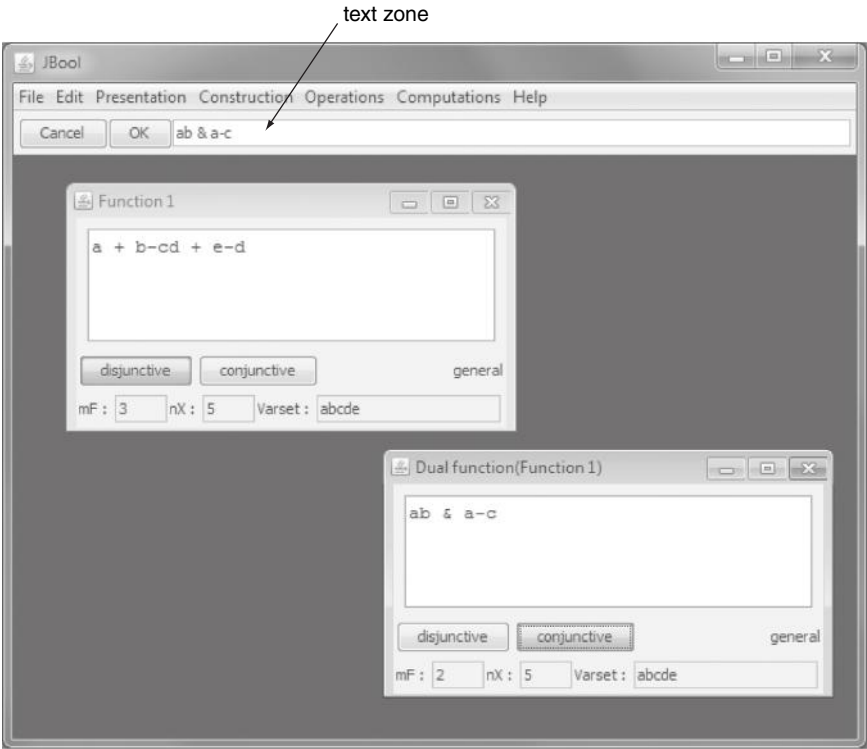 text zone
JBool
File Edit Presentation Construction Operations Computations Help
Cancel OK ab & a-c
Function 1
a + b-cd + e-d
disjunctive conjunctive general
mF : 3 nX : 5 Varset : abcde
Dual function(Function 1)
ab & a-c
disjunctive conjunctive general
mF : 2 nX : 5 Varset : abcde